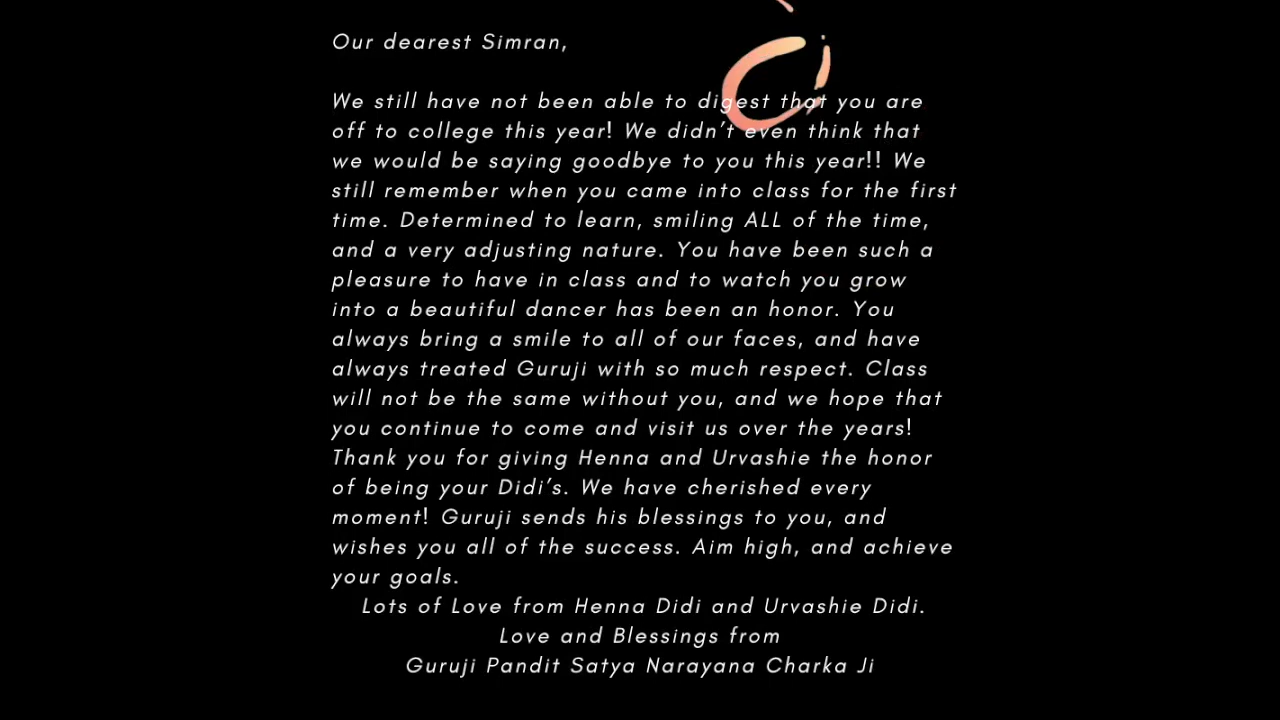 Our dearest Simran,
We still have not been able to digest that you are
off to college this year! We didn't even think that
we would be saying goodbye to you this year!! We
still remember when you came into class for the first
time. Determined to learn, smiling ALL of the time,
and a very adjusting nature. You have been such a
pleasure to have in class and to watch you grow
into a beautiful dancer has been an honor. You
always bring a smile to all of our faces, and have
always treated Guruji with so much respect. Class
will not be the same without you, and we hope that
you continue to come and visit us over the years!
Thank you for giving Henna and Urvashie the honor
of being your Didi's. We have cherished every
moment! Guruji sends his blessings to you, and
wishes you all of the success. Aim high, and achieve
your goals.
Lots of Love from Henna Didi and Urvashie Didi.
Love and Blessings from
Guruji Pandit Satya Narayana Charka Ji